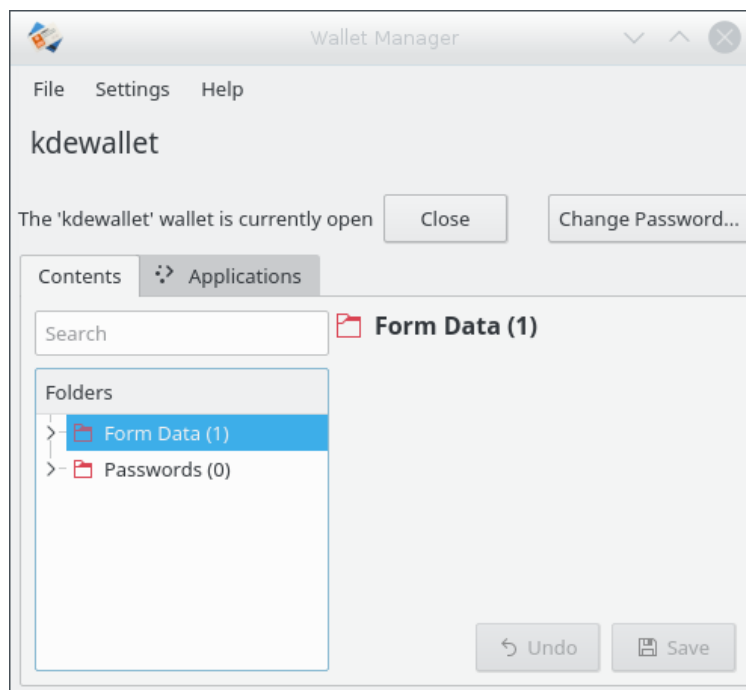 Wallet Manager
File Settings Help
kdewallet
The 'kdewallet' wallet is currently open Close Change Password...
Contents Applications
Search
Form Data (1)
Folders
Form Data (1)
Passwords (0)
Undo Save